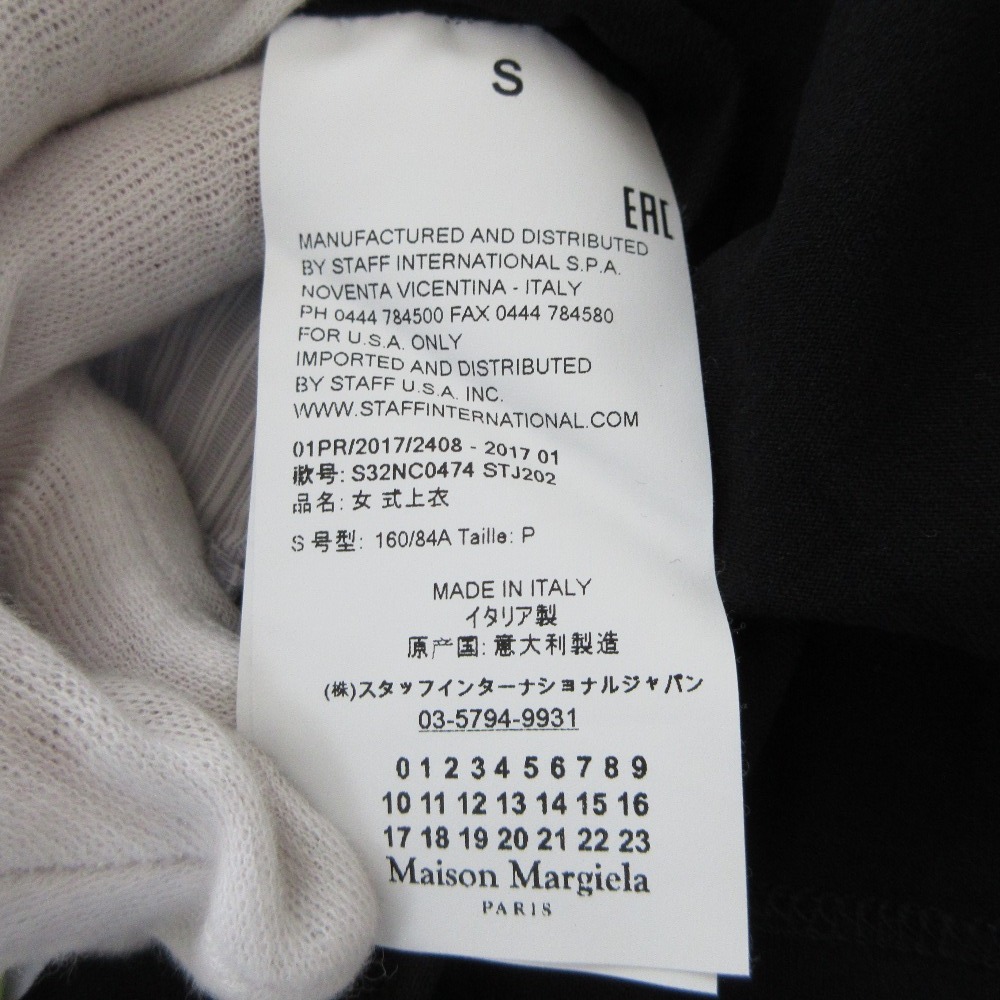 S
EAC
MANUFACTURED AND DISTRIBUTED
BY STAFF INTERNATIONAL S.P.A.
NOVENTA VICENTINA - ITALY
PH 0444 784500 FAX 0444 784580
FOR U.S.A. ONLY
IMPORTED AND DISTRIBUTED
BY STAFF U.S.A. INC.
WWW.STAFFINTERNATIONAL.COM
01PR/2017/2408 - 2017 01
款号: S32NC0474 STJ202
品名: 女 式上衣
S 号型: 160/84A Taille: P
MADE IN ITALY
イタリア製
原产国: 意大利製造
(株)スタッフインターナショナルジャパン
03-5794-9931
0 1 2 3 4 5 6 7 8 9
10 11 12 13 14 15 16
17 18 19 20 21 22 23
Maison Margiela
PARIS